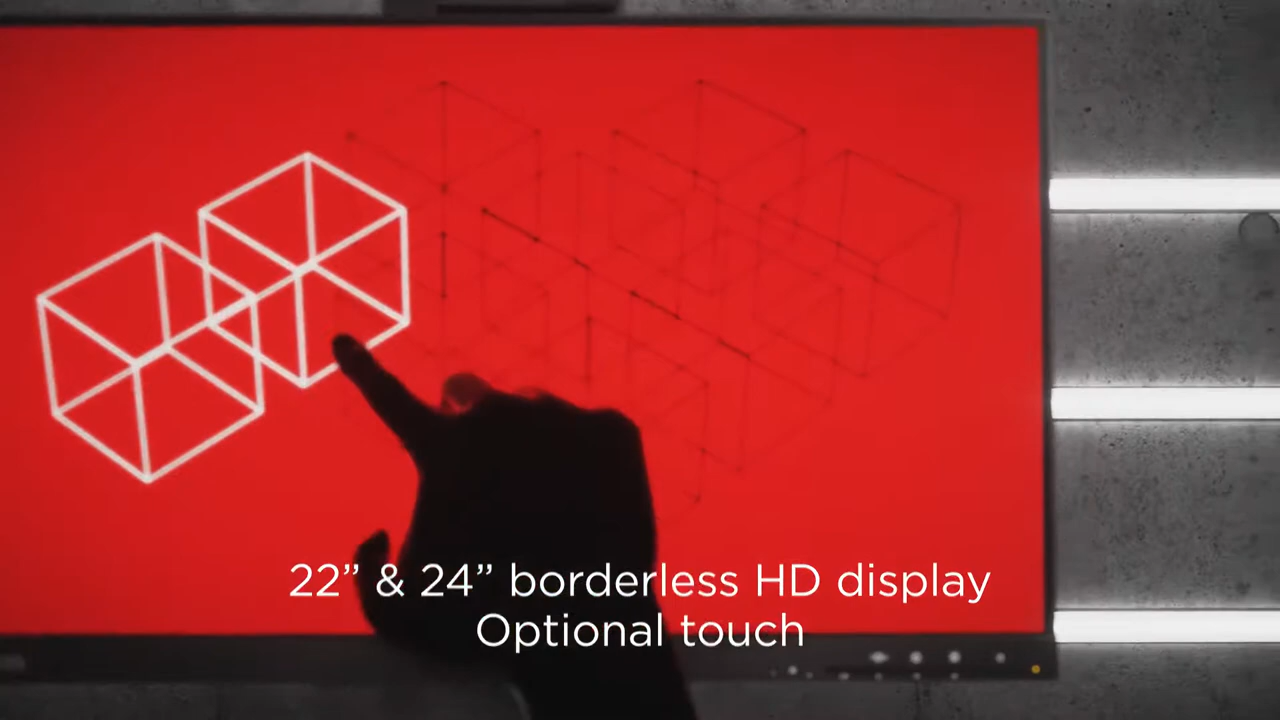 22” & 24” borderless HD display
Optional touch